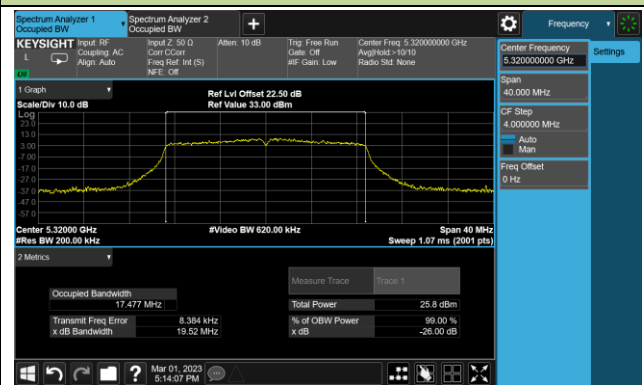 Spectrum Analyzer 1
Occupied BW
Spectrum Analyzer 2
Occupied BW
+
Frequency
KEYSIGHT
L
Input: RF
Coupling: AC
Align: Auto
Input Z: 50 Ω
Corr CCorr
Freq Ref: Int (S)
NFE: Off
Atten: 10 dB
Trig: Free Run
Gate: Off
#IF Gain: Low
Center Freq: 5.320000000 GHz
Avg|Hold:>10/10
Radio Std: None
Center Frequency
5.320000000 GHz
Settings
Span
40.000 MHz
CF Step
4.000000 MHz
Auto
Man
Freq Offset
0 Hz
1 Graph
Scale/Div 10.0 dB
Ref Lvl Offset 22.50 dB
Ref Value 33.00 dBm
Log
23.0
13.0
3.00
-7.00
-17.0
-27.0
-37.0
-47.0
-57.0
Center 5.32000 GHz
#Res BW 200.00 kHz
#Video BW 620.00 kHz
Span 40 MHz
Sweep 1.07 ms (2001 pts)
2 Metrics
Measure Trace
Trace 1
Occupied Bandwidth
17.477 MHz
Total Power
25.8 dBm
Transmit Freq Error
8.384 kHz
% of OBW Power
99.00 %
x dB Bandwidth
19.52 MHz
x dB
-26.00 dB
?
Mar 01, 2023
5:14:07 PM